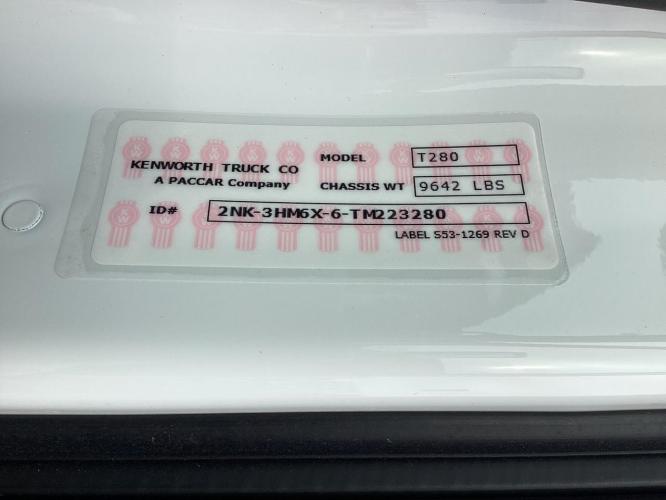 KENWORTH TRUCK CO
A PACCAR Company
MODEL T280
CHASSIS WT 9642 LBS
ID# 2NK-3HM6X-6-TM223280
LABEL S53-1269 REV D